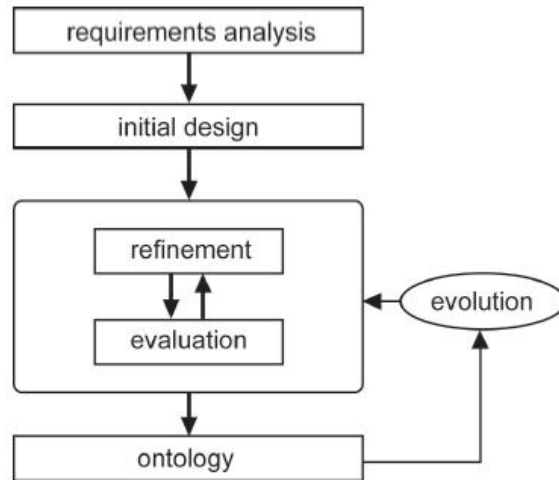 requirements analysis
initial design
refinement
evaluation
evolution
ontology